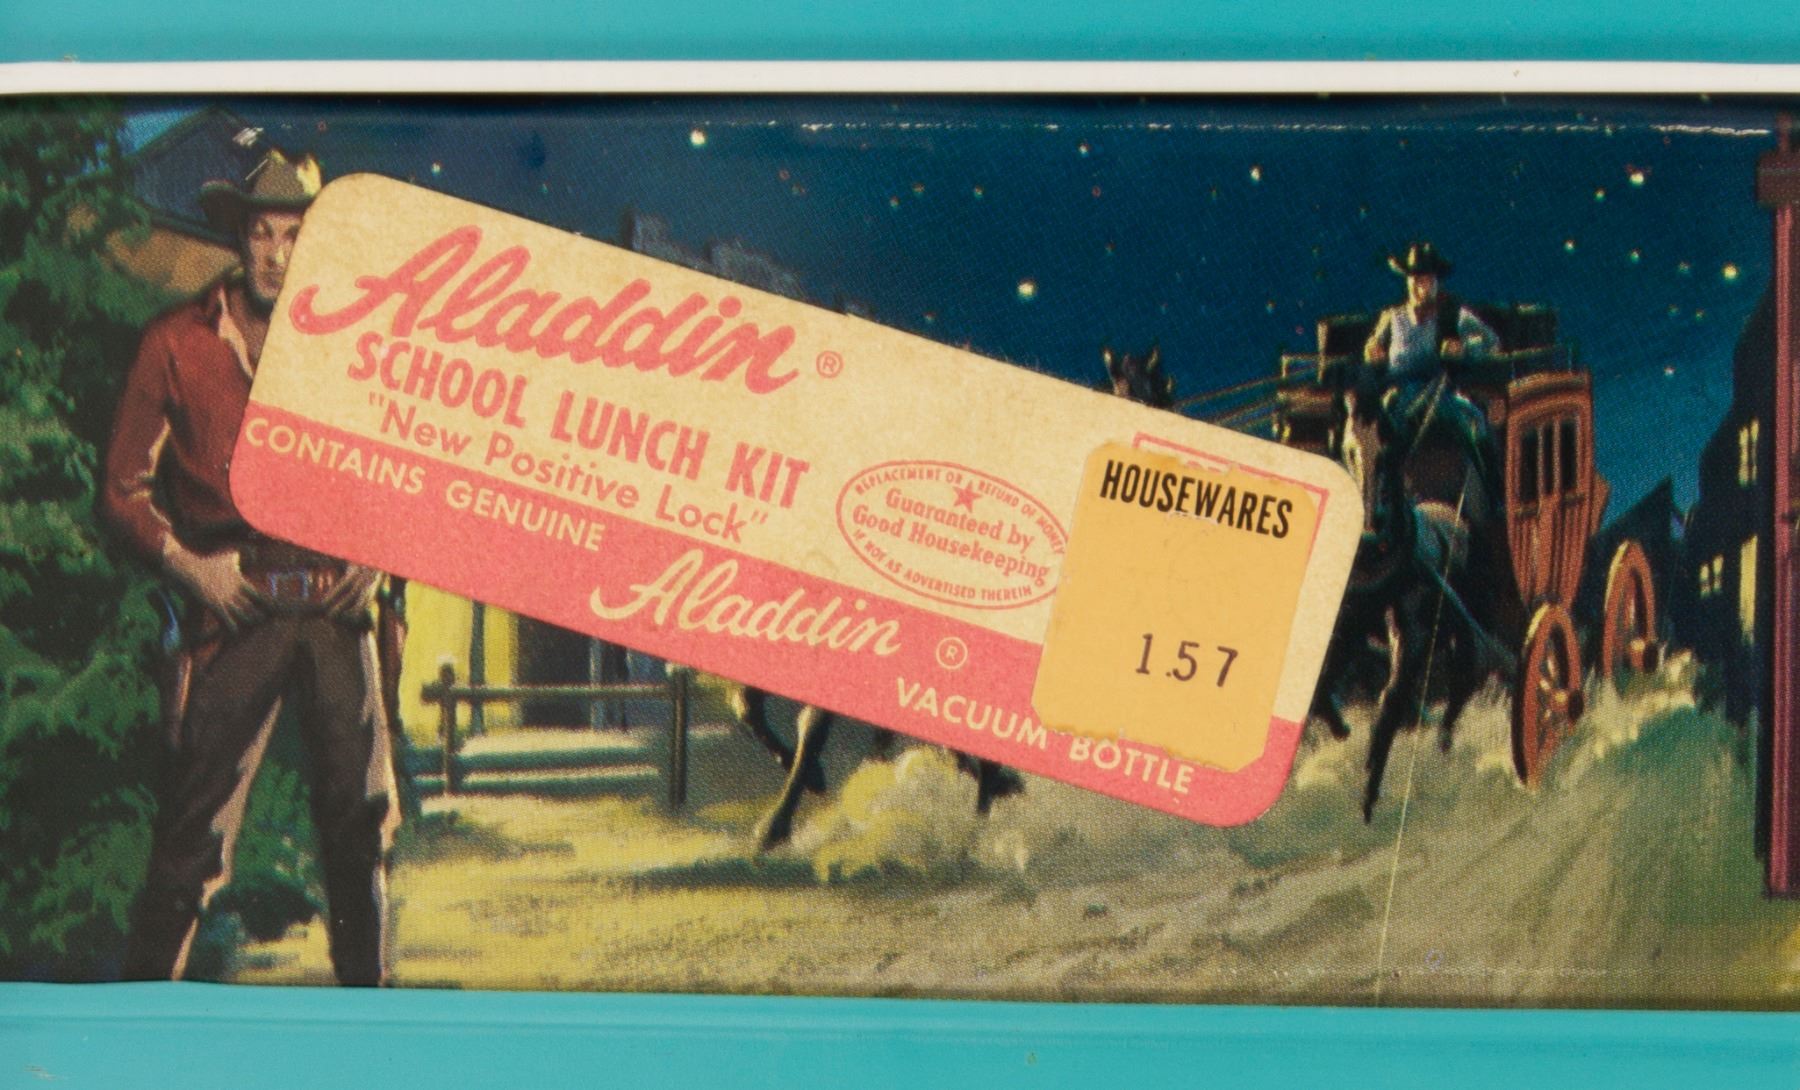 Aladdin®
SCHOOL LUNCH KIT
"New Positive Lock"
CONTAINS GENUINE
Aladdin ®
VACUUM BOTTLE
REPLACEMENT OR REFUND OF MONEY
Guaranteed by
Good Housekeeping
IF NOT AS ADVERTISED THEREIN
HOUSEWARES
1.57